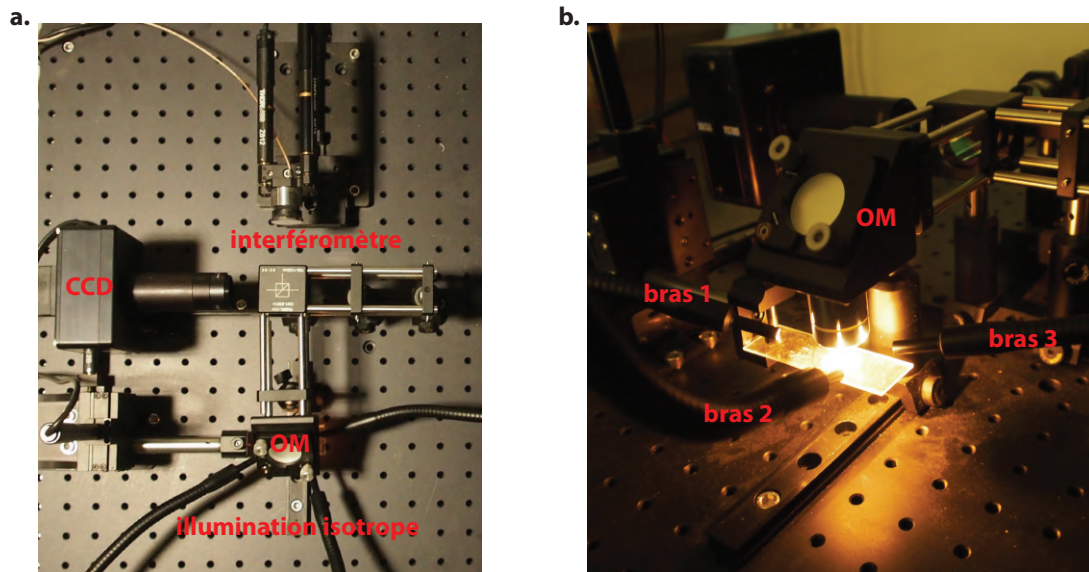 a.
b.
interféromètre
CCD
OM
illumination isotrope
OM
bras 1
bras 3
bras 2